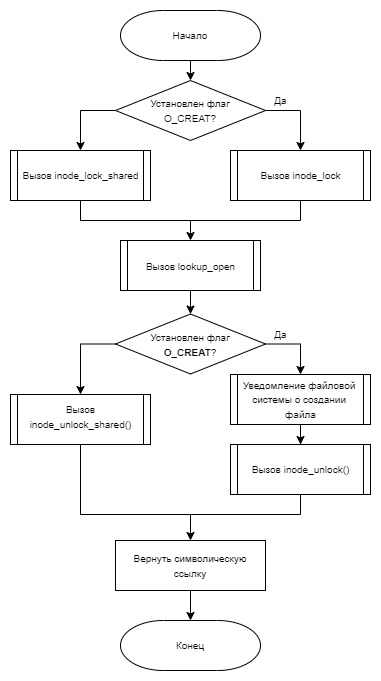 Начало
Установлен флаг
O_CREAT?
Да
Вызов inode_lock_shared
Вызов inode_lock
Вызов lookup_open
Установлен флаг
O_CREAT?
Да
Уведомление файловой
системы о создании
файла
Вызов
inode_unlock_shared()
Вызов inode_unlock()
Вернуть символическую
ссылку
Конец